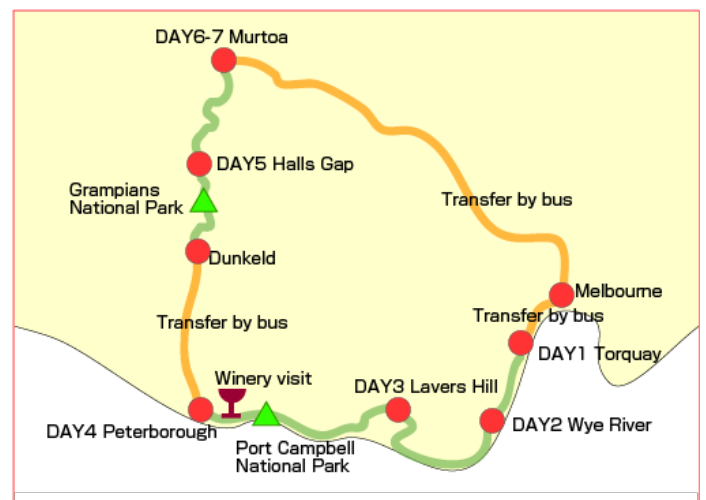 DAY6-7 Murtoa
DAY5 Halls Gap
Grampians
National Park
Transfer by bus
Dunkeld
Melbourne
Transfer by bus
Transfer by bus
DAY1 Torquay
Winery visit
DAY3 Lavers Hill
DAY4 Peterborough
DAY2 Wye River
Port Campbell
National Park